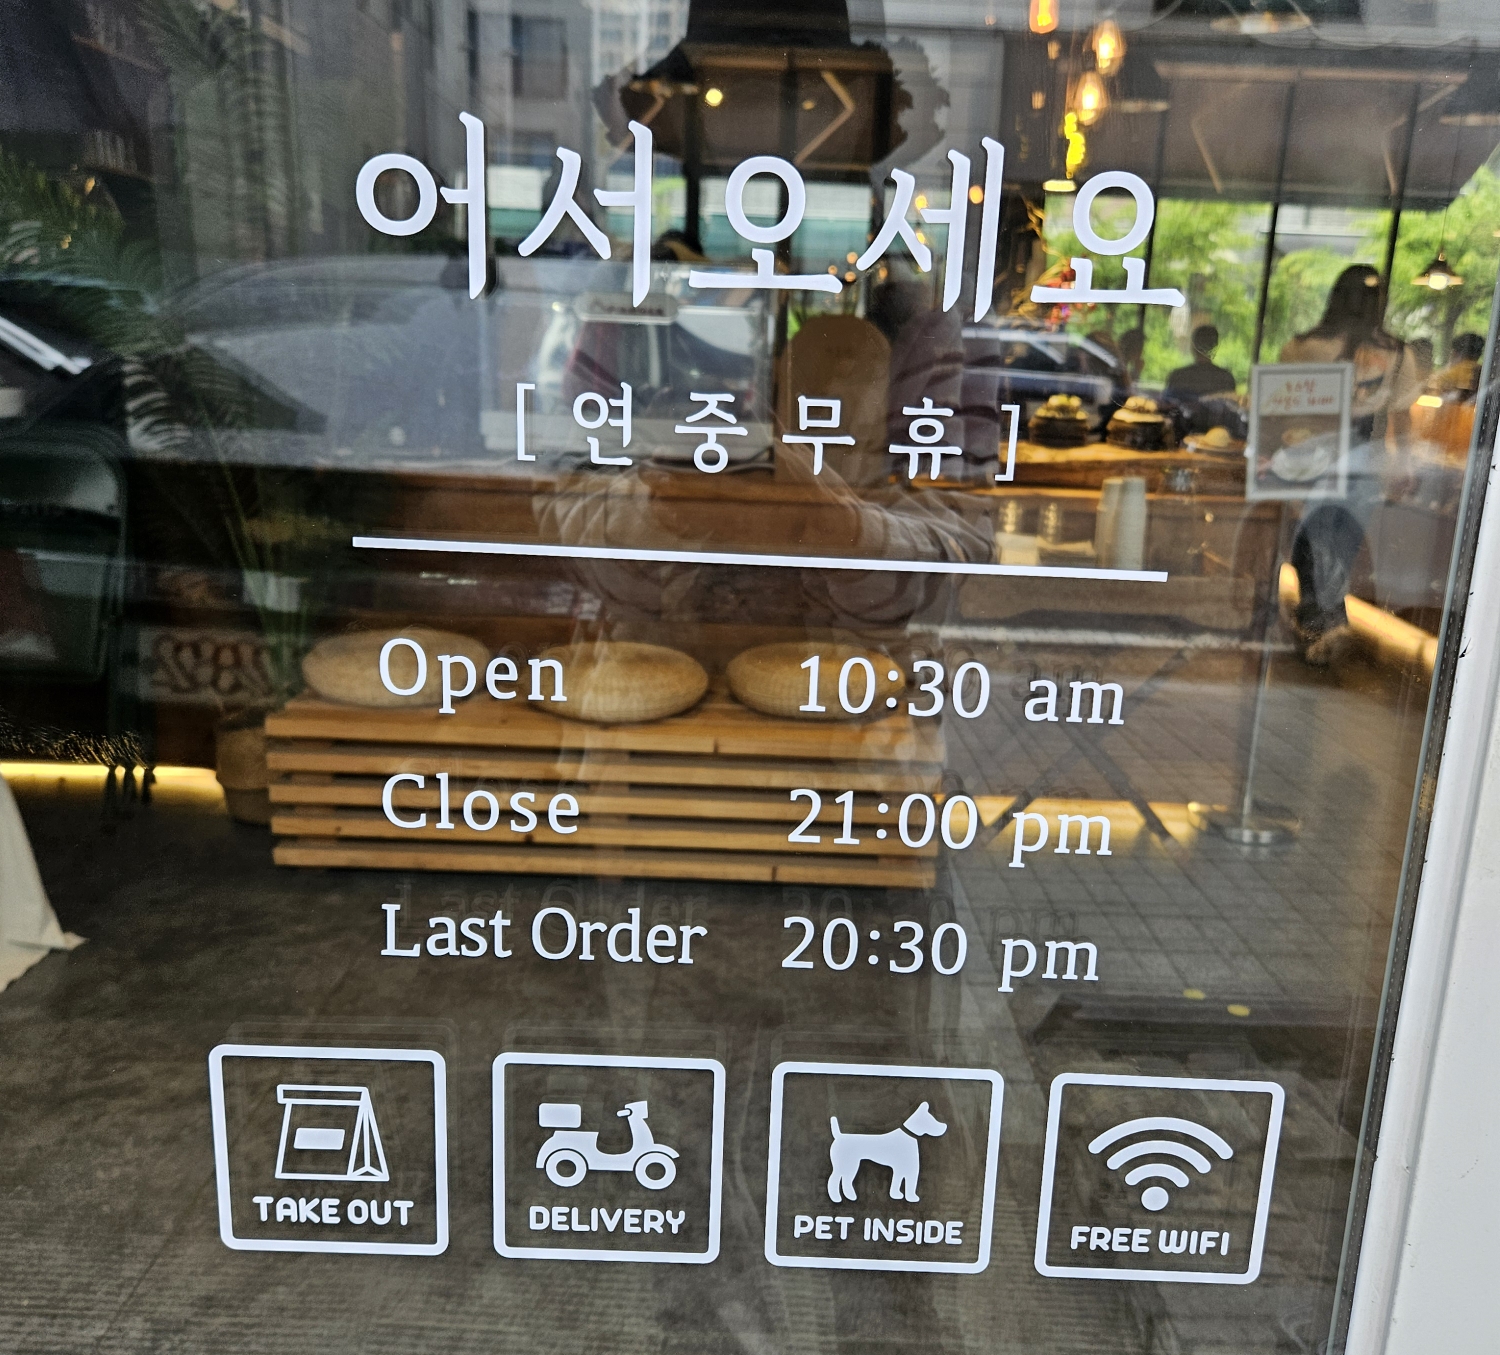 어서오세요
[연중무휴]
Open 10:30 am
Close 21:00 pm
Last Order 20:30 pm
TAKE OUT
DELIVERY
PET INSIDE
FREE WIFI